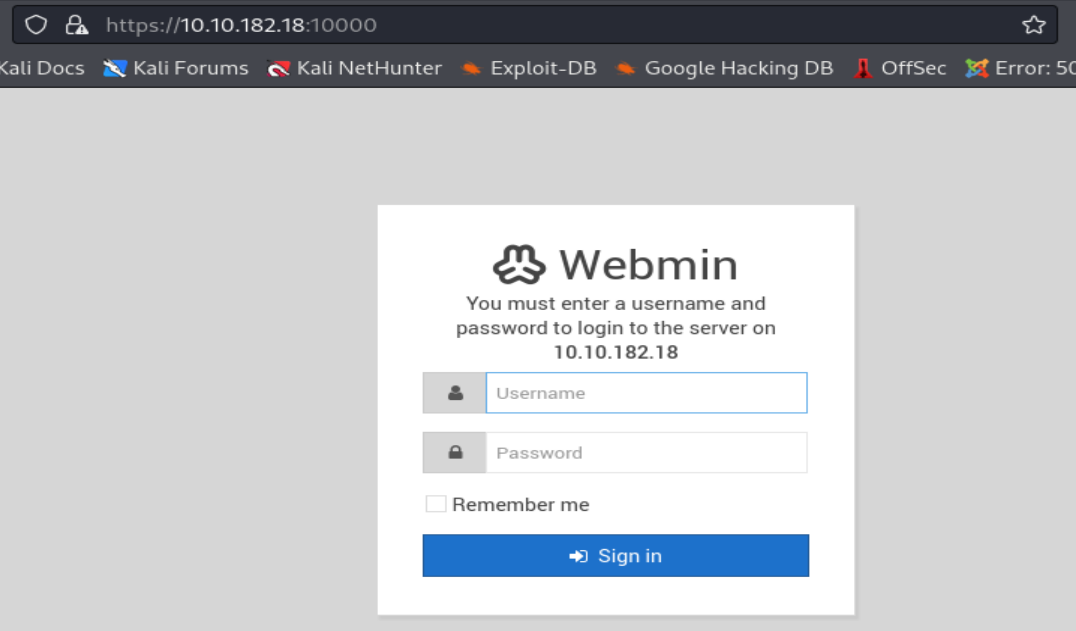 https://10.10.182.18:10000
Kali Docs Kali Forums Kali NetHunter Exploit-DB Google Hacking DB OffSec Error: 50
Webmin
You must enter a username and
password to login to the server on
10.10.182.18
Username
Password
Remember me
Sign in